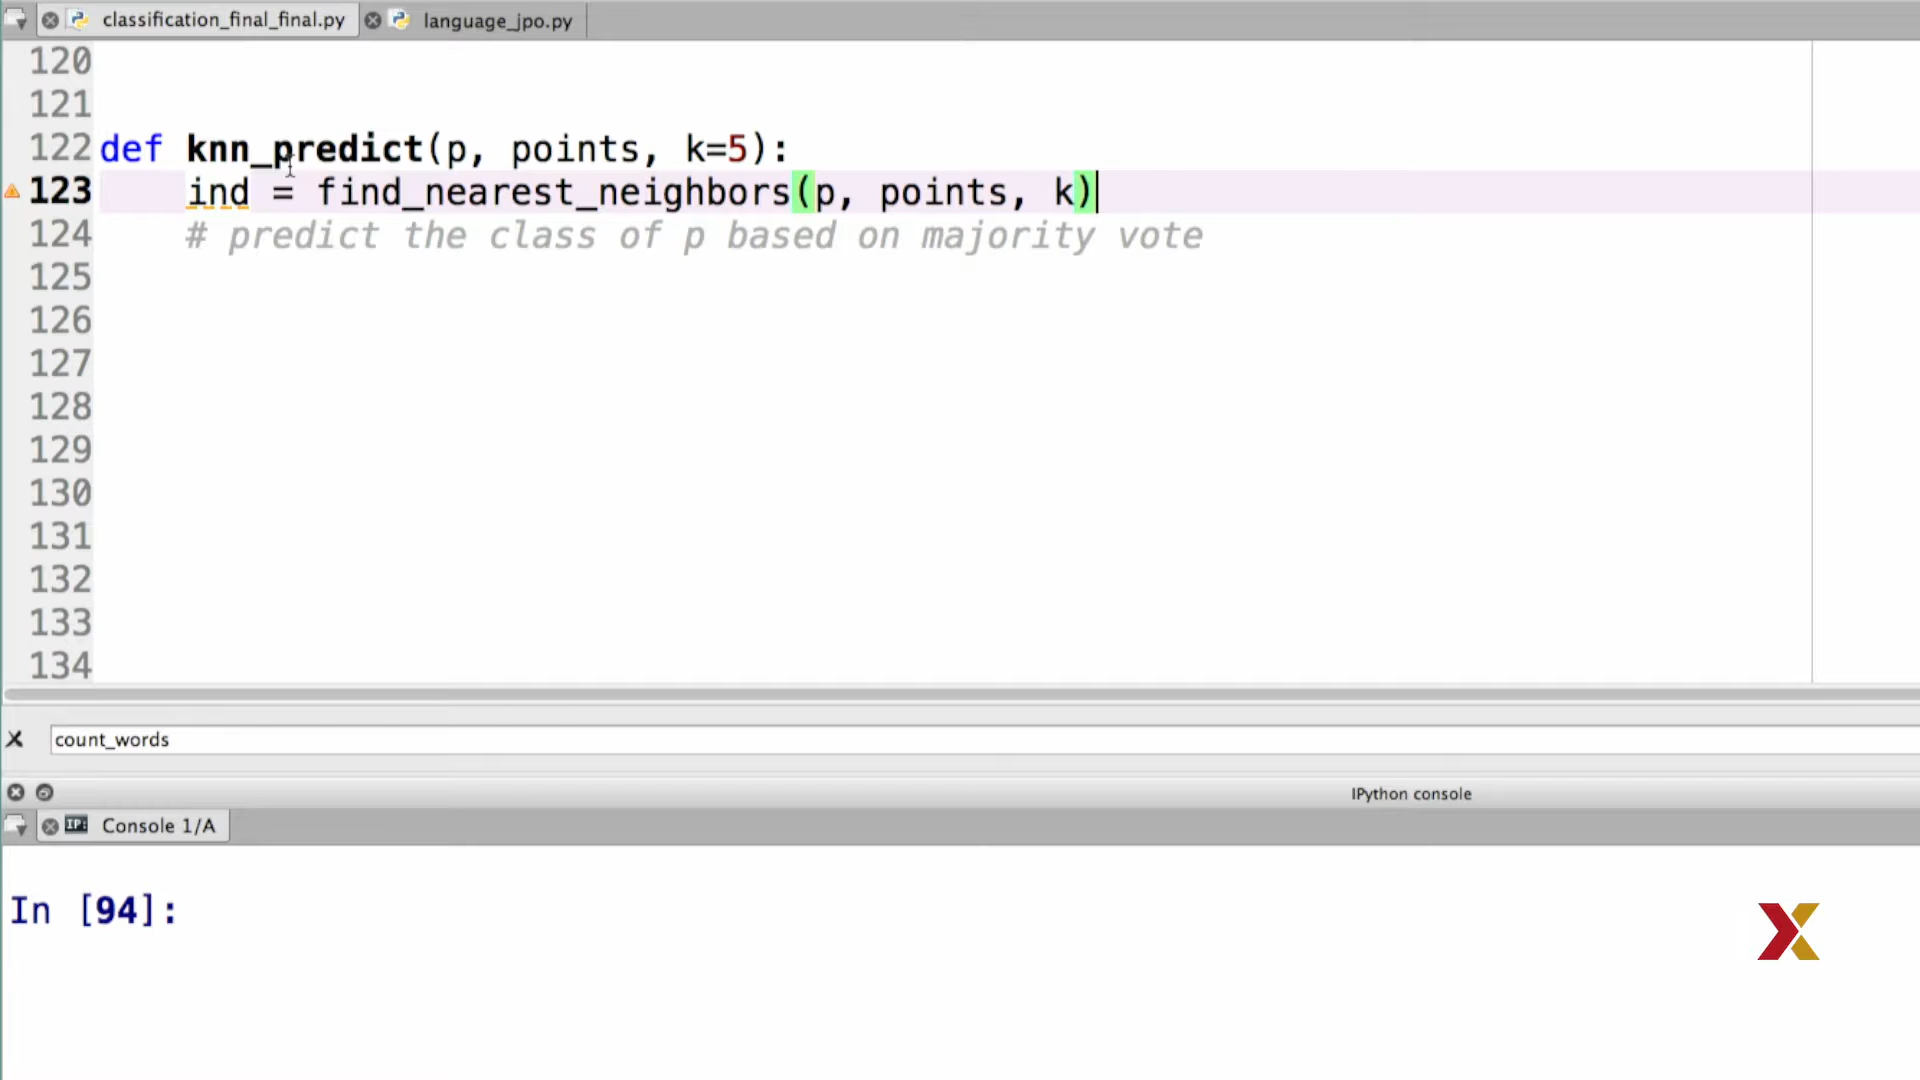 classification_final_final.py language_jpo.py
120
121
122 def knn_predict(p, points, k=5):
123 ind = find_nearest_neighbors(p, points, k)
124 # predict the class of p based on majority vote
125
126
127
128
129
130
131
132
133
134
count_words
IPython console
IP: Console 1/A
In [94]: